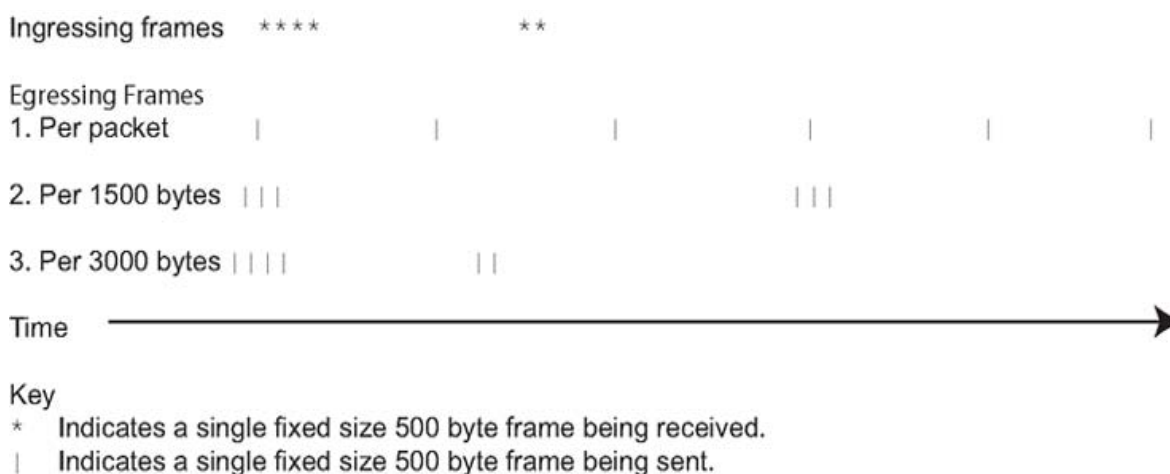 Ingressing frames * * * * * *
Egressing Frames
1. Per packet | | | | | |
2. Per 1500 bytes | | | | | |
3. Per 3000 bytes | | | | | |
Time
Key
* Indicates a single fixed size 500 byte frame being received.
| Indicates a single fixed size 500 byte frame being sent.